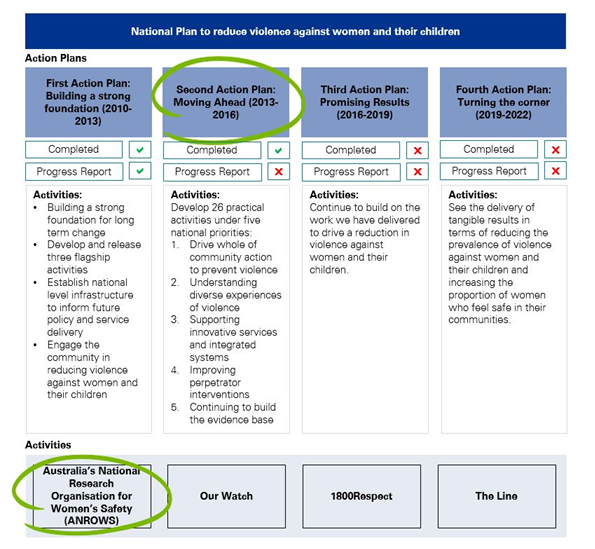 National Plan to reduce violence against women and their children
Action Plans
First Action Plan:
Building a strong
foundation (2010-
2013)
Second Action Plan:
Moving Ahead (2013-
2016)
Third Action Plan:
Promising Results
(2016-2019)
Fourth Action Plan:
Turning the corner
(2019-2022)
Completed
Completed
Completed
Completed
Progress Report
Progress Report
Progress Report
Progress Report
Activities:
• Building a strong
foundation for long
term change
• Develop and release
three flagship
activities
• Establish national
level infrastructure
to inform future
policy and service
delivery
• Engage the
community in
reducing violence
against women and
their children
Activities:
Develop 26 practical
activities under five
national priorities:
1. Drive whole of
community action
to prevent violence
2. Understanding
diverse experiences
of violence
3. Supporting
innovative services
and integrated
systems
4. Improving
perpetrator
interventions
5. Continuing to build
the evidence base
Activities:
Continue to build on the
work we have delivered
to drive a reduction in
violence against
women and their
children.
Activities:
See the delivery of
tangible results in
terms of reducing the
prevalence of violence
against women and
their children and
increasing the
proportion of women
who feel safe in their
communities.
Activities
Australia's National
Research
Organisation for
Women's Safety
(ANROWS)
Our Watch
1800Respect
The Line